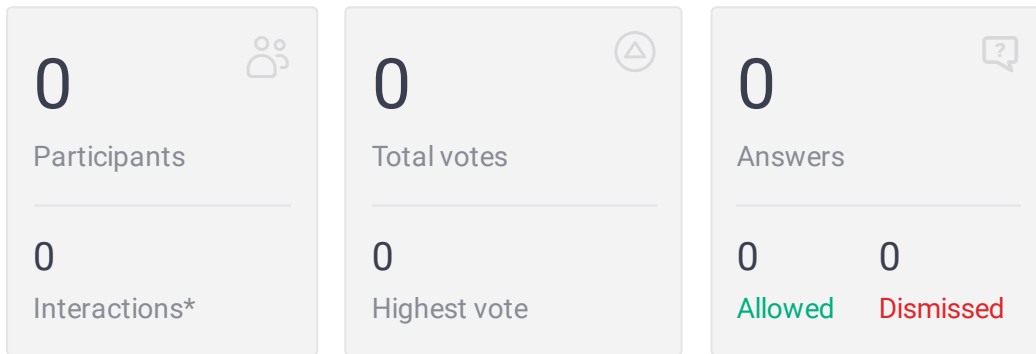 0
Participants
0
Interactions*
0
Total votes
0
Highest vote
?
0
Answers
0 0
Allowed Dismissed